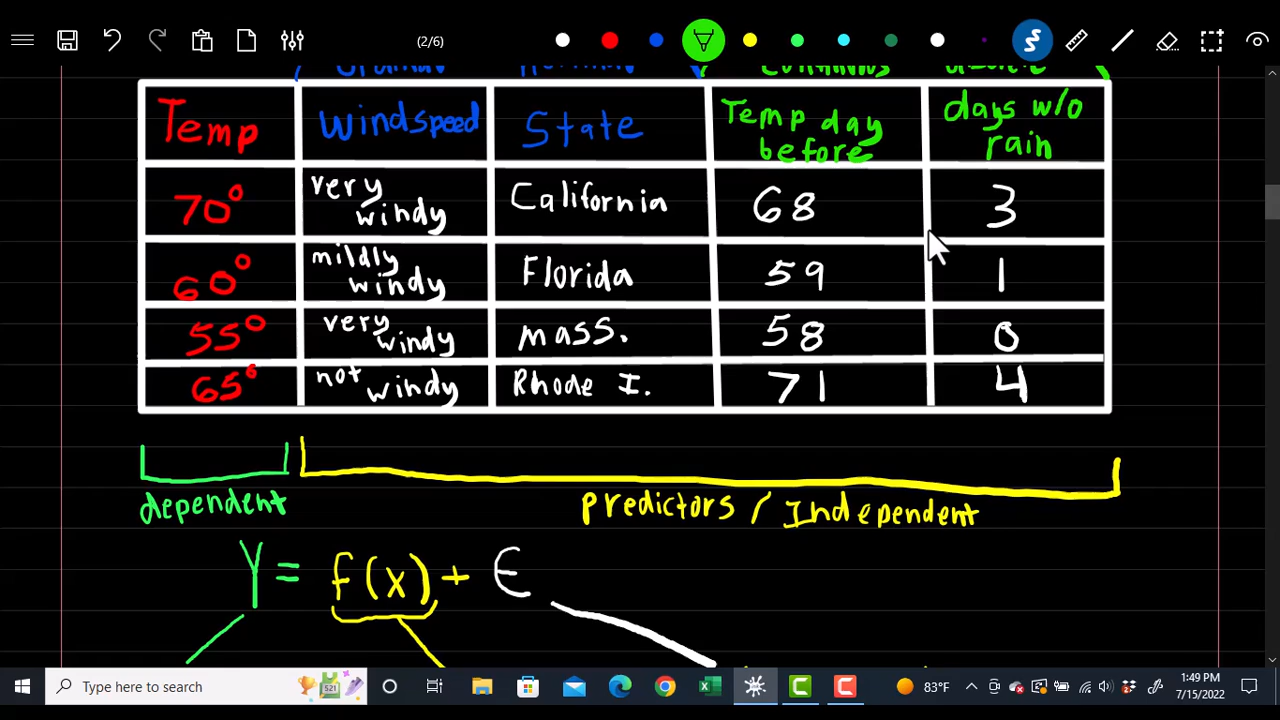 (2/6)
Temp Windspeed State Temp day before days w/o rain
70° very windy California 68 3
60° mildly windy Florida 59 1
55° very windy mass. 58 0
65° not windy Rhode I. 71 4
dependent predictors / Independent
Y = f(x) + ε
Type here to search
521
83°F
1:49 PM
7/15/2022